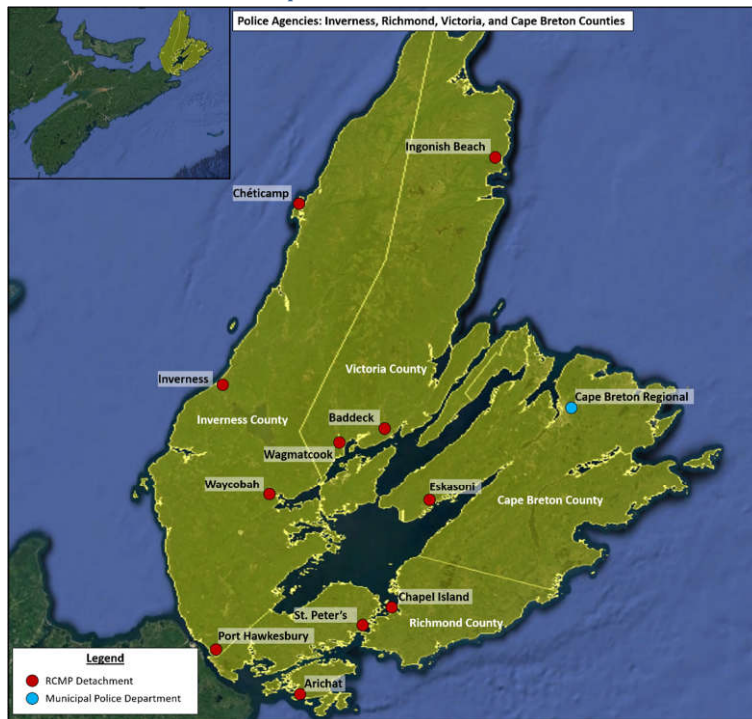 Police Agencies: Inverness, Richmond, Victoria, and Cape Breton Counties
Ingonish Beach
Chéticamp
Victoria County
Inverness
Cape Breton Regional
Inverness County
Baddeck
Wagmatcook
Waycobah
Eskasoni
Cape Breton County
Chapel Island
St. Peter's
Richmond County
Port Hawkesbury
Arichat
Legend
RCMP Detachment
Municipal Police Department